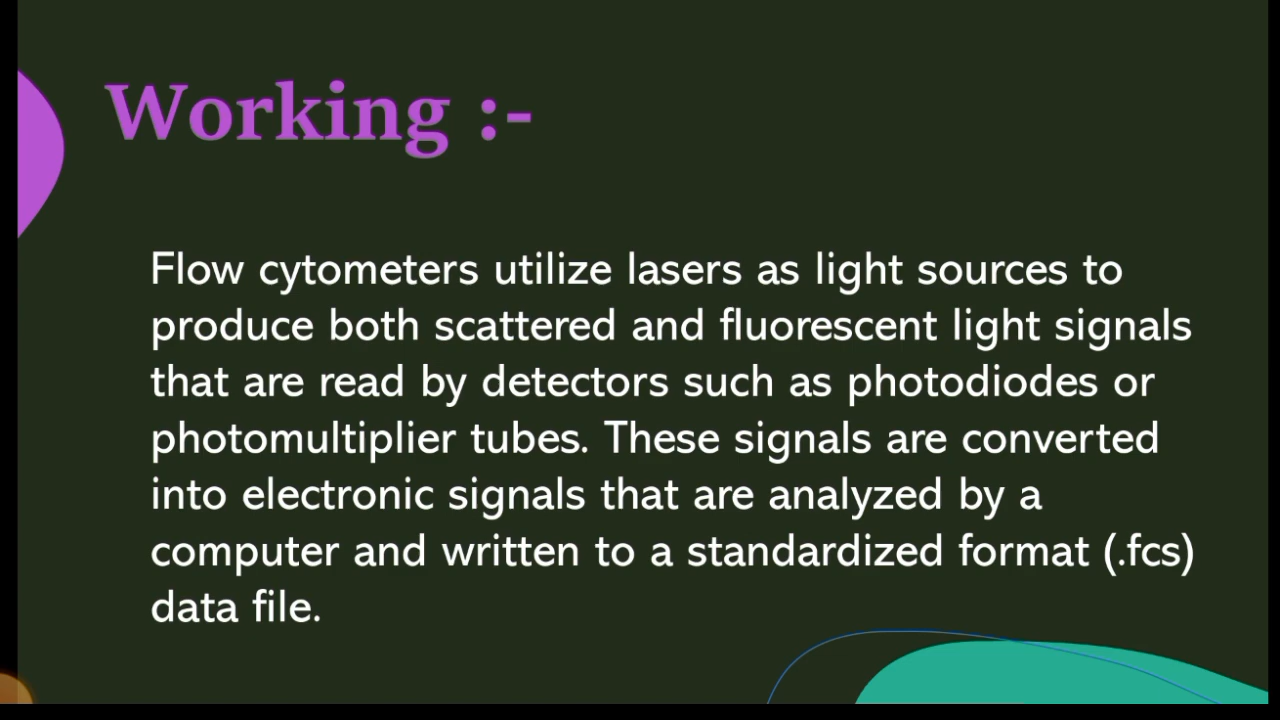 Working :-
Flow cytometers utilize lasers as light sources to
produce both scattered and fluorescent light signals
that are read by detectors such as photodiodes or
photomultiplier tubes. These signals are converted
into electronic signals that are analyzed by a
computer and written to a standardized format (.fcs)
data file.